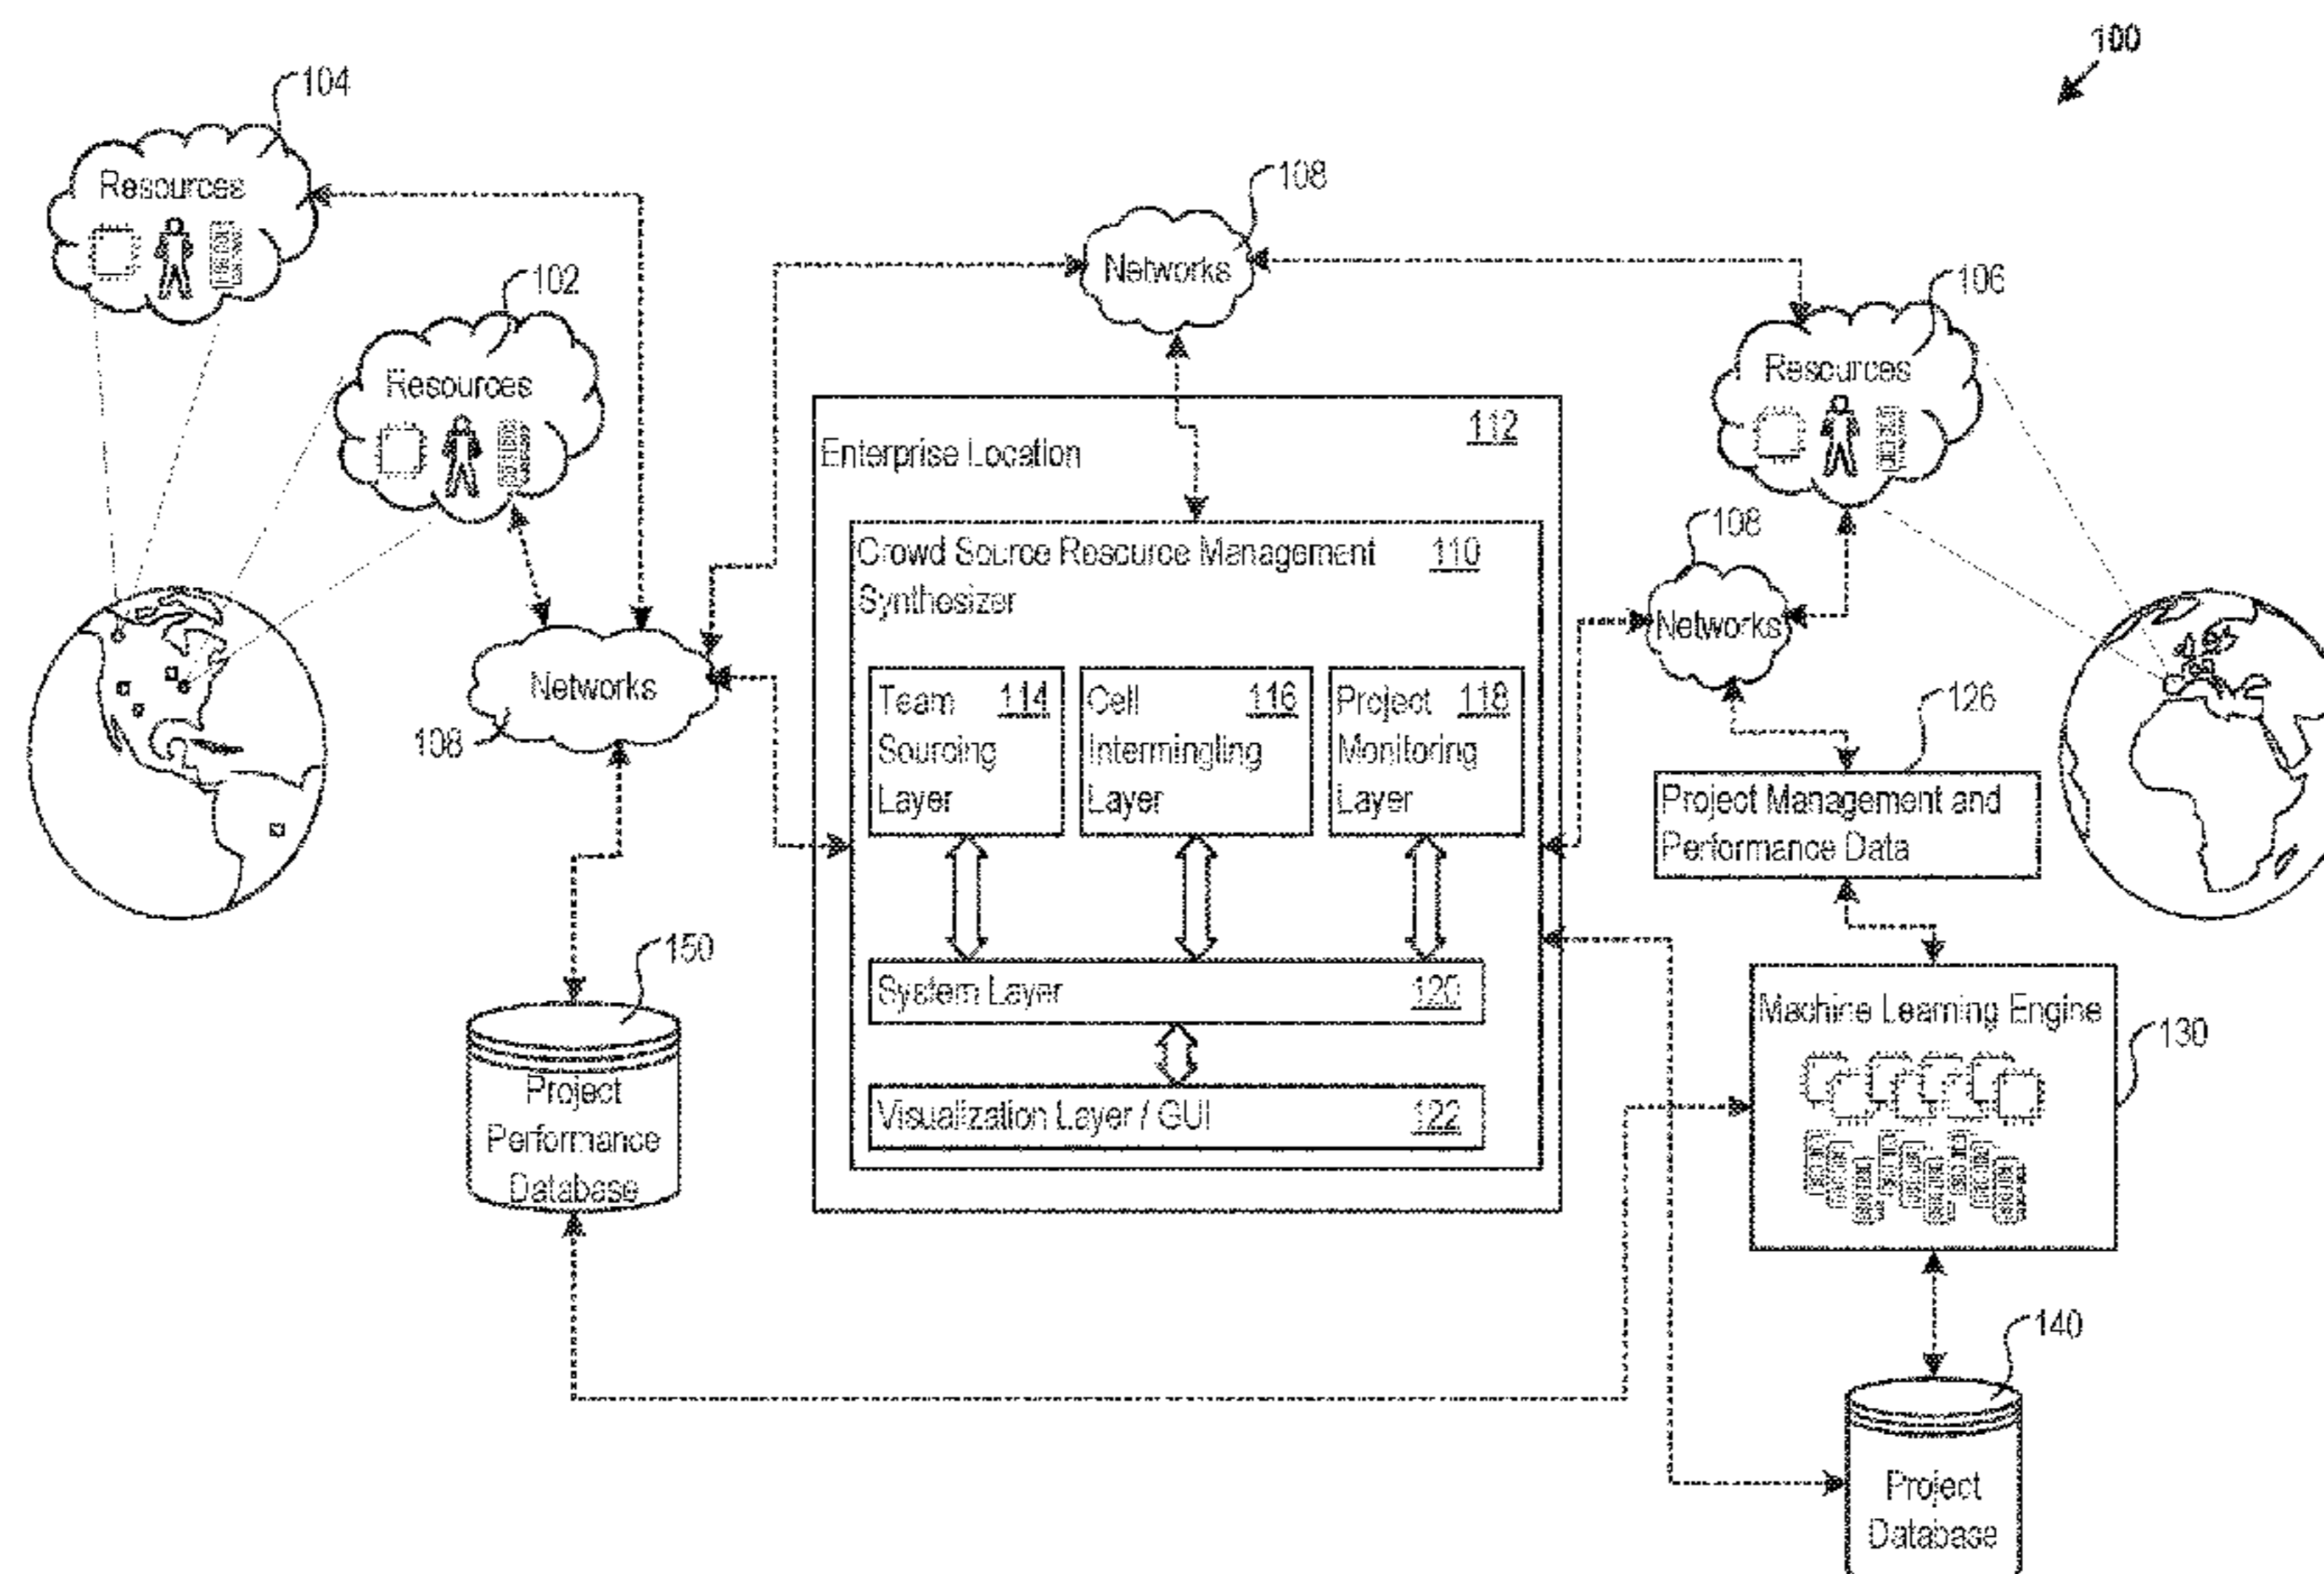 100
104
Resources
108
Networks
102
Resources
106
Resources
112
Enterprise Location
108
Networks
Crowd Source Resource Management 110
Synthesizer
Networks
108
Team 114
Sourcing
Layer
Cell 116
Intermingling
Layer
Project 118
Monitoring
Layer
126
Project Management and
Performance Data
150
System Layer 120
Machine Learning Engine
130
Project
Performance
Database
Visualization Layer / GUI 122
140
Project
Database